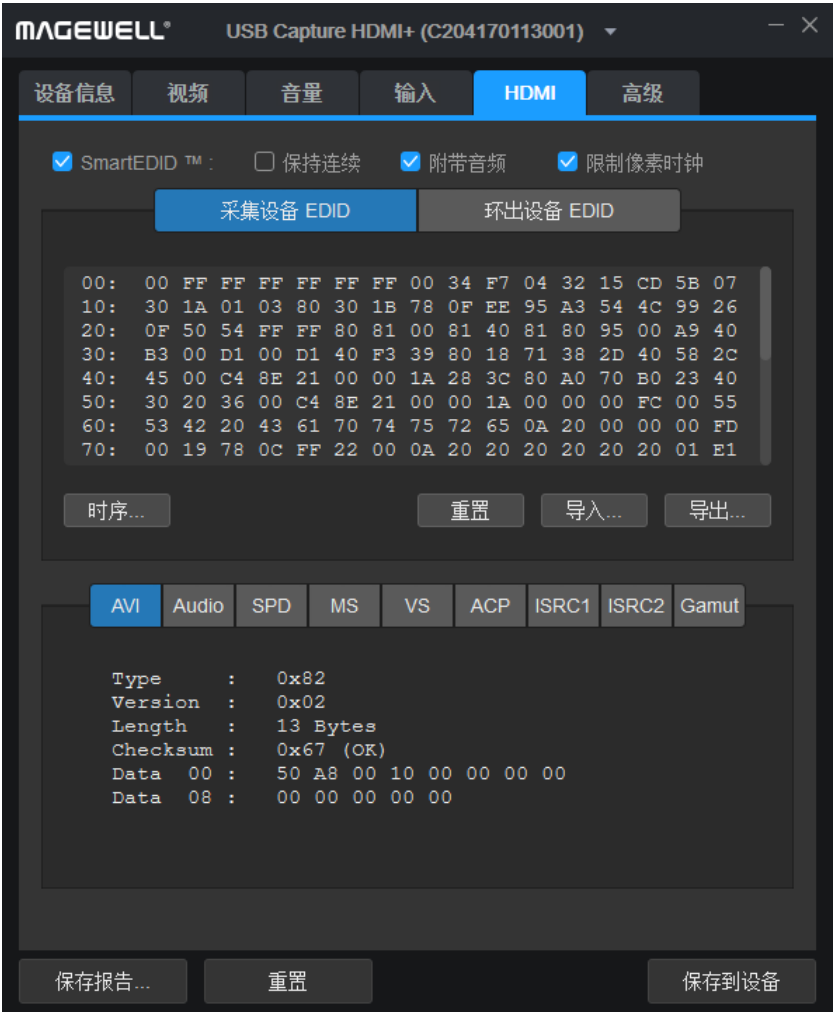 MAGEWELL® USB Capture HDMI+ (C204170113001)
设备信息 视频 音量 输入 HDMI 高级
SmartEDID ™ : 保持连续 附带音频 限制像素时钟
采集设备 EDID 环出设备 EDID
00: 00 FF FF FF FF FF FF 00 34 F7 04 32 15 CD 5B 07
10: 30 1A 01 03 80 30 1B 78 0F EE 95 A3 54 4C 99 26
20: 0F 50 54 FF FF 80 81 00 81 40 81 80 95 00 A9 40
30: B3 00 D1 00 D1 40 F3 39 80 18 71 38 2D 40 58 2C
40: 45 00 C4 8E 21 00 00 1A 28 3C 80 A0 70 B0 23 40
50: 30 20 36 00 C4 8E 21 00 00 1A 00 00 00 FC 00 55
60: 53 42 20 43 61 70 74 75 72 65 0A 20 00 00 00 FD
70: 00 19 78 0C FF 22 00 0A 20 20 20 20 20 20 01 E1
时序... 重置 导入... 导出...
AVI Audio SPD MS VS ACP ISRC1 ISRC2 Gamut
Type : 0x82
Version : 0x02
Length : 13 Bytes
Checksum : 0x67 (OK)
Data 00 : 50 A8 00 10 00 00 00 00
Data 08 : 00 00 00 00 00
保存报告... 重置 保存到设备